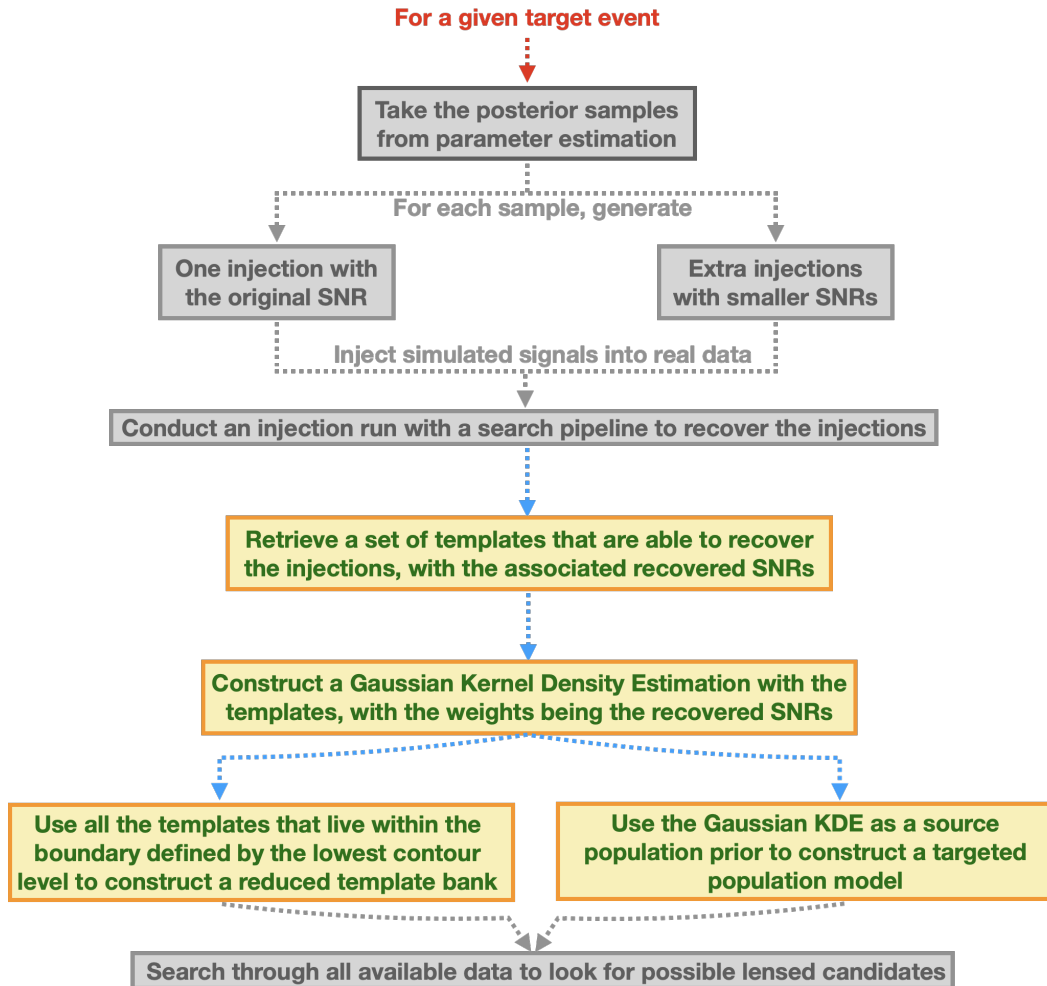 For a given target event
Take the posterior samples
from parameter estimation
For each sample, generate
One injection with
the original SNR
Extra injections
with smaller SNRs
Inject simulated signals into real data
Conduct an injection run with a search pipeline to recover the injections
Retrieve a set of templates that are able to recover
the injections, with the associated recovered SNRs
Construct a Gaussian Kernel Density Estimation with the
templates, with the weights being the recovered SNRs
Use all the templates that live within the
boundary defined by the lowest contour
level to construct a reduced template bank
Use the Gaussian KDE as a source
population prior to construct a targeted
population model
Search through all available data to look for possible lensed candidates